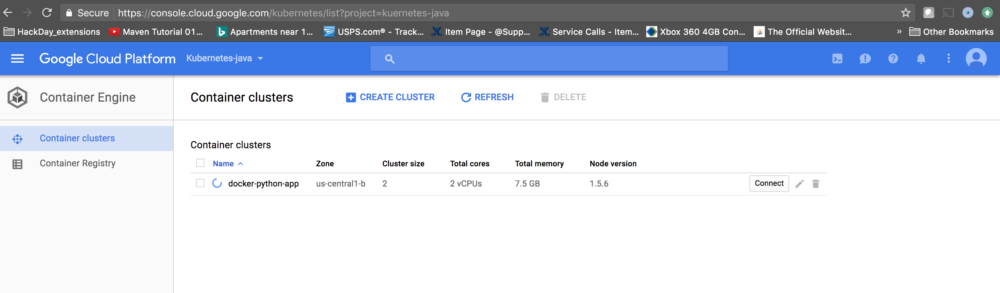 Secure https://console.cloud.google.com/kubernetes/list?project=kuernetes-java
HackDay_extensions Maven Tutorial 01... Apartments near 1... USPS.com® - Track... Item Page - @Supp... Service Calls - Item... Xbox 360 4GB Con... The Official Websit... » Other Bookmarks
Google Cloud Platform Kubernetes-java
Container Engine Container clusters CREATE CLUSTER REFRESH DELETE
Container clusters
Container Registry
Container clusters
Name Zone Cluster size Total cores Total memory Node version
docker-python-app us-central1-b 2 2 vCPUs 7.5 GB 1.5.6 Connect